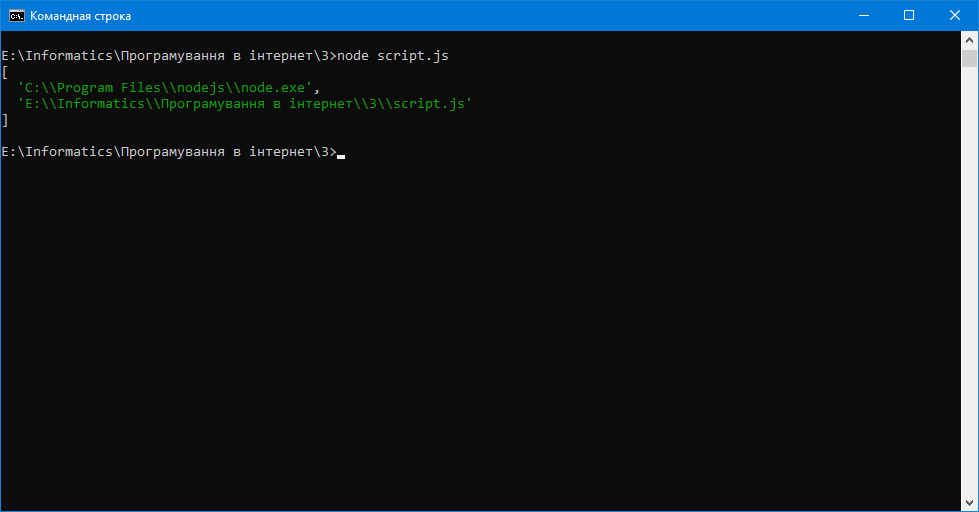 Командная строка
E:\Informatics\Програмування в інтернет\3>node script.js
[
  'C:\\Program Files\\nodejs\\node.exe',
  'E:\\Informatics\\Програмування в інтернет\\3\\script.js'
]
E:\Informatics\Програмування в інтернет\3>